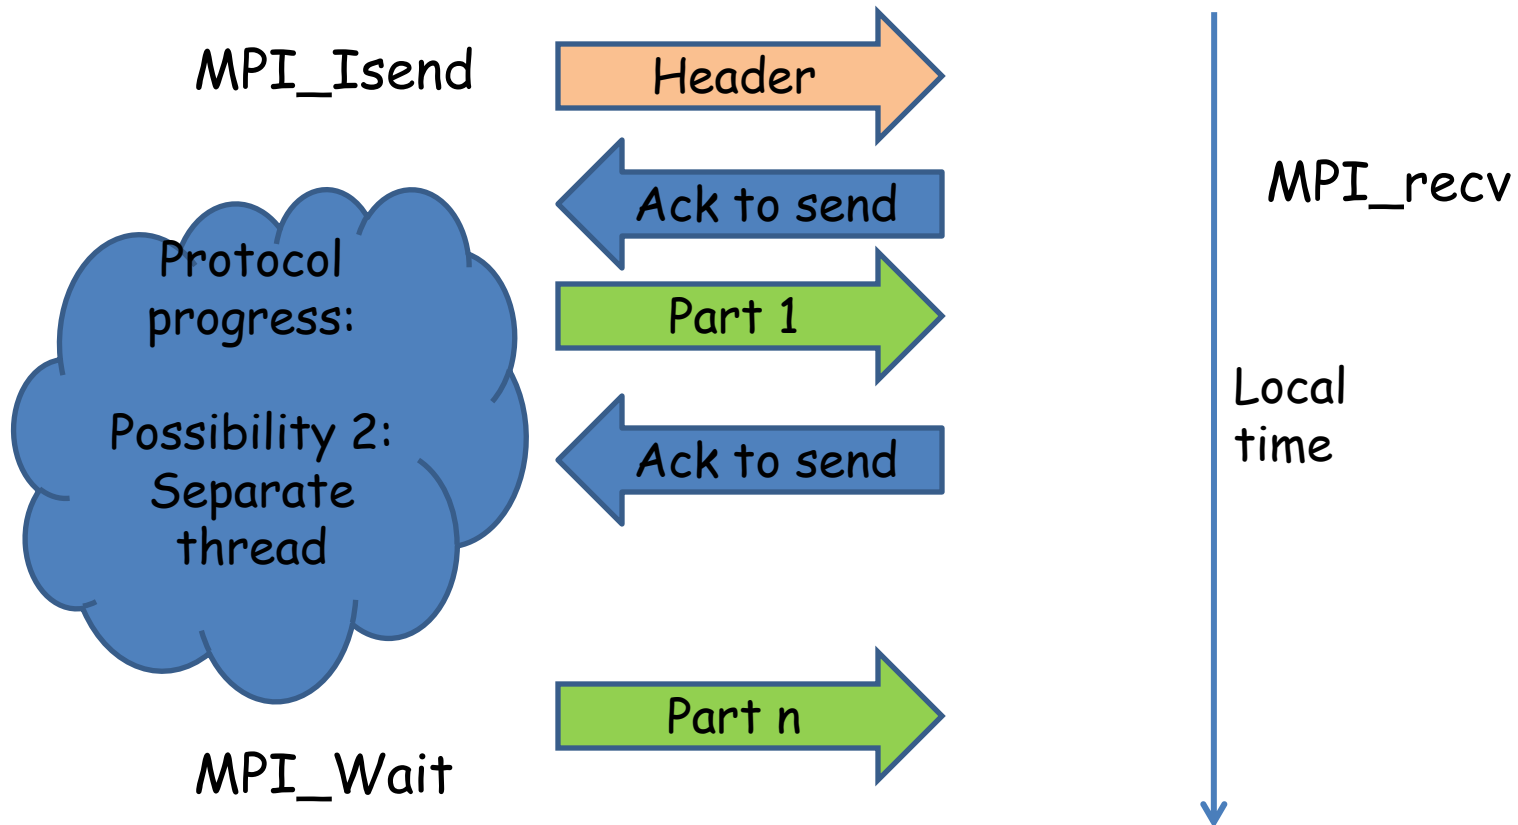 MPI_Isend
Header
MPI_recv
Ack to send
Protocol
progress:
Part 1
Possibility 2:
Separate
thread
Local
time
Ack to send
Part n
MPI_Wait